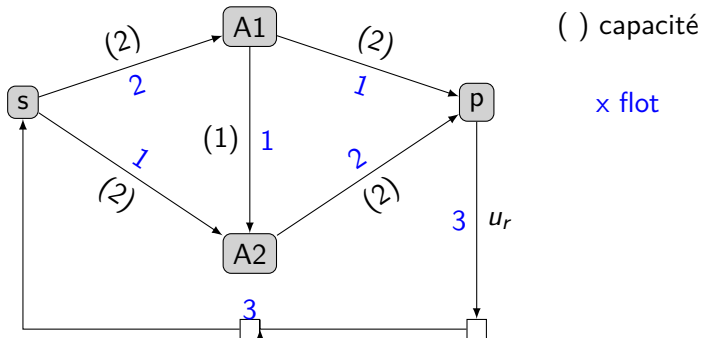 A1
( ) capacité
(2)
(2)
s
2
1
p
x flot
(1)
1
1
2
(2)
(2)
3
u_r
A2
3